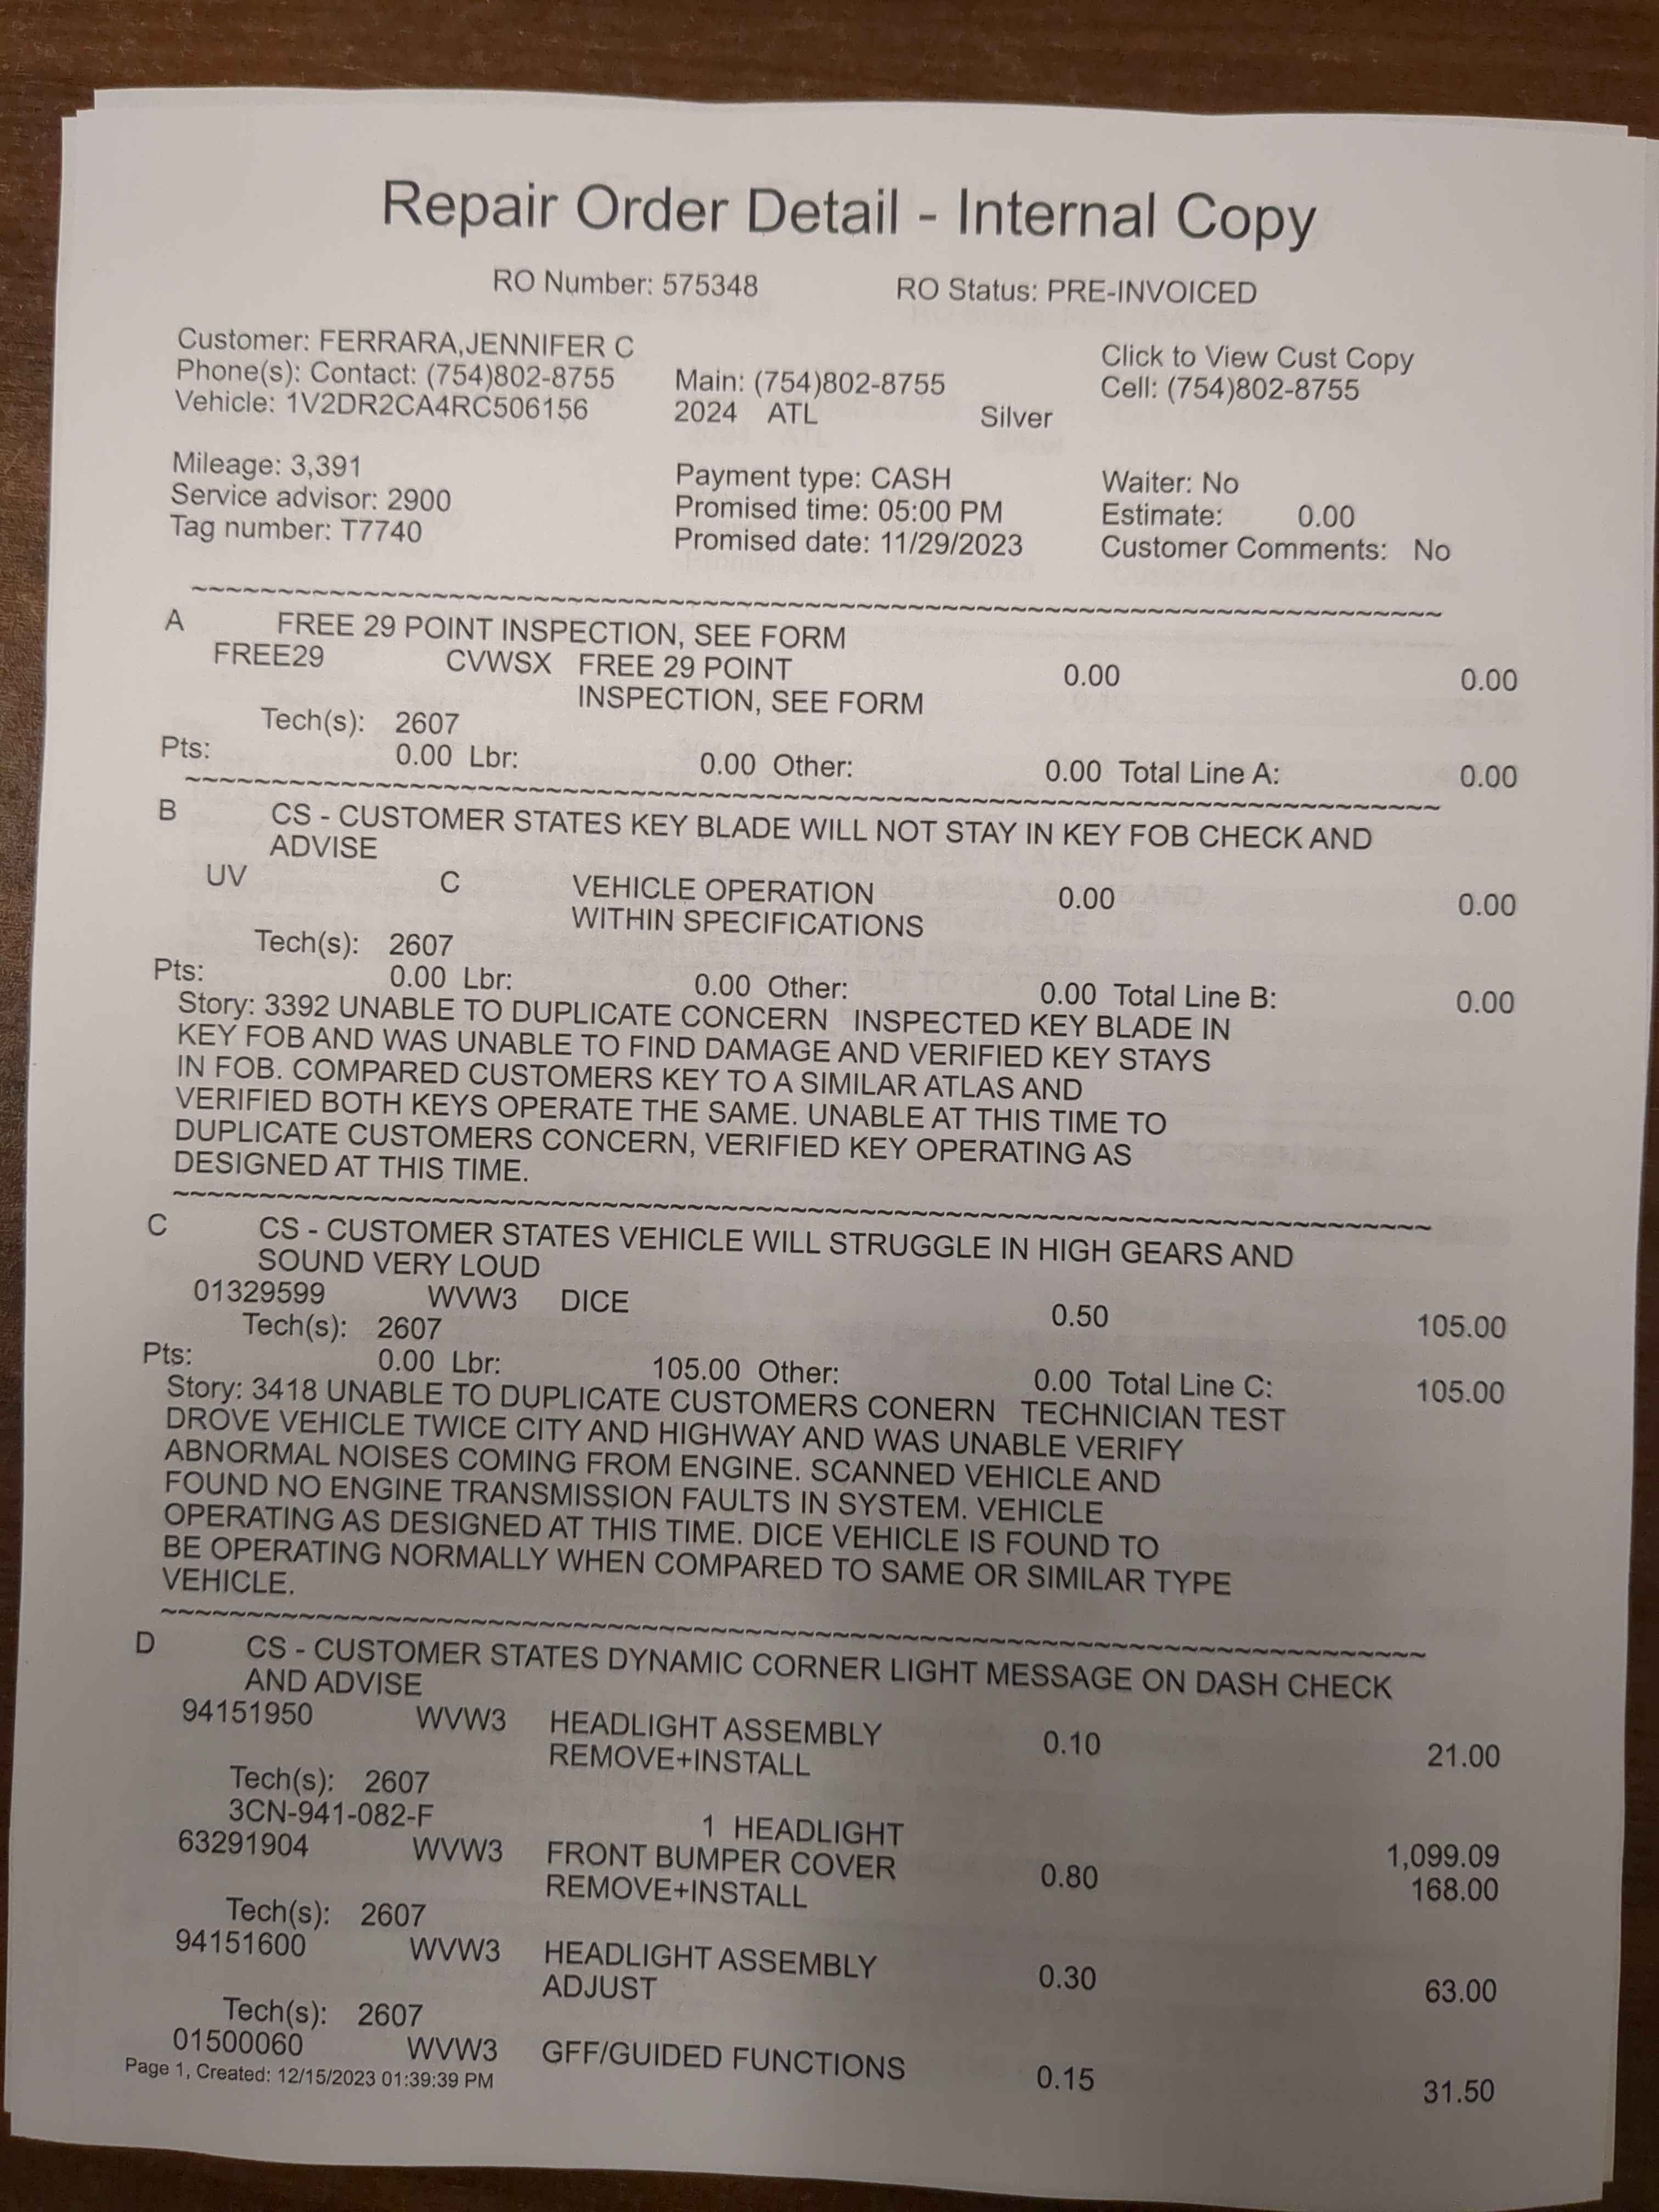 Repair Order Detail - Internal Copy
RO Number: 575348 RO Status: PRE-INVOICED
Customer: FERRARA,JENNIFER C Click to View Cust Copy
Phone(s): Contact: (754)802-8755 Main: (754)802-8755 Cell: (754)802-8755
Vehicle: 1V2DR2CA4RC506156 2024 ATL Silver
Mileage: 3,391 Payment type: CASH Waiter: No
Service advisor: 2900 Promised time: 05:00 PM Estimate: 0.00
Tag number: T7740 Promised date: 11/29/2023 Customer Comments: No
~~~~~~~~~~~~~~~~~~~~~~~~~~~~~~~~~~~~~~~~~~~~~~~~~~~~~~~~~~~~~~~~~~~~~~
A FREE 29 POINT INSPECTION, SEE FORM
FREE29 CVWSX FREE 29 POINT 0.00 0.00
INSPECTION, SEE FORM
Tech(s): 2607
Pts: 0.00 Lbr: 0.00 Other: 0.00 Total Line A: 0.00
~~~~~~~~~~~~~~~~~~~~~~~~~~~~~~~~~~~~~~~~~~~~~~~~~~~~~~~~~~~~~~~~~~~~~~
B CS - CUSTOMER STATES KEY BLADE WILL NOT STAY IN KEY FOB CHECK AND
ADVISE
UV C VEHICLE OPERATION 0.00 0.00
WITHIN SPECIFICATIONS
Tech(s): 2607
Pts: 0.00 Lbr: 0.00 Other: 0.00 Total Line B: 0.00
Story: 3392 UNABLE TO DUPLICATE CONCERN INSPECTED KEY BLADE IN
KEY FOB AND WAS UNABLE TO FIND DAMAGE AND VERIFIED KEY STAYS
IN FOB. COMPARED CUSTOMERS KEY TO A SIMILAR ATLAS AND
VERIFIED BOTH KEYS OPERATE THE SAME. UNABLE AT THIS TIME TO
DUPLICATE CUSTOMERS CONCERN, VERIFIED KEY OPERATING AS
DESIGNED AT THIS TIME.
~~~~~~~~~~~~~~~~~~~~~~~~~~~~~~~~~~~~~~~~~~~~~~~~~~~~~~~~~~~~~~~~~~~~~~
C CS - CUSTOMER STATES VEHICLE WILL STRUGGLE IN HIGH GEARS AND
SOUND VERY LOUD
01329599 WVW3 DICE 0.50 105.00
Tech(s): 2607
Pts: 0.00 Lbr: 105.00 Other: 0.00 Total Line C: 105.00
Story: 3418 UNABLE TO DUPLICATE CUSTOMERS CONERN TECHNICIAN TEST
DROVE VEHICLE TWICE CITY AND HIGHWAY AND WAS UNABLE VERIFY
ABNORMAL NOISES COMING FROM ENGINE. SCANNED VEHICLE AND
FOUND NO ENGINE TRANSMISSION FAULTS IN SYSTEM. VEHICLE
OPERATING AS DESIGNED AT THIS TIME. DICE VEHICLE IS FOUND TO
BE OPERATING NORMALLY WHEN COMPARED TO SAME OR SIMILAR TYPE
VEHICLE.
~~~~~~~~~~~~~~~~~~~~~~~~~~~~~~~~~~~~~~~~~~~~~~~~~~~~~~~~~~~~~~~~~~~~~~
D CS - CUSTOMER STATES DYNAMIC CORNER LIGHT MESSAGE ON DASH CHECK
AND ADVISE
94151950 WVW3 HEADLIGHT ASSEMBLY 0.10 21.00
REMOVE+INSTALL
Tech(s): 2607
3CN-941-082-F 1 HEADLIGHT 1,099.09
63291904 WVW3 FRONT BUMPER COVER 0.80 168.00
REMOVE+INSTALL
Tech(s): 2607
94151600 WVW3 HEADLIGHT ASSEMBLY 0.30 63.00
ADJUST
Tech(s): 2607
01500060 WVW3 GFF/GUIDED FUNCTIONS 0.15 31.50
Page 1, Created: 12/15/2023 01:39:39 PM